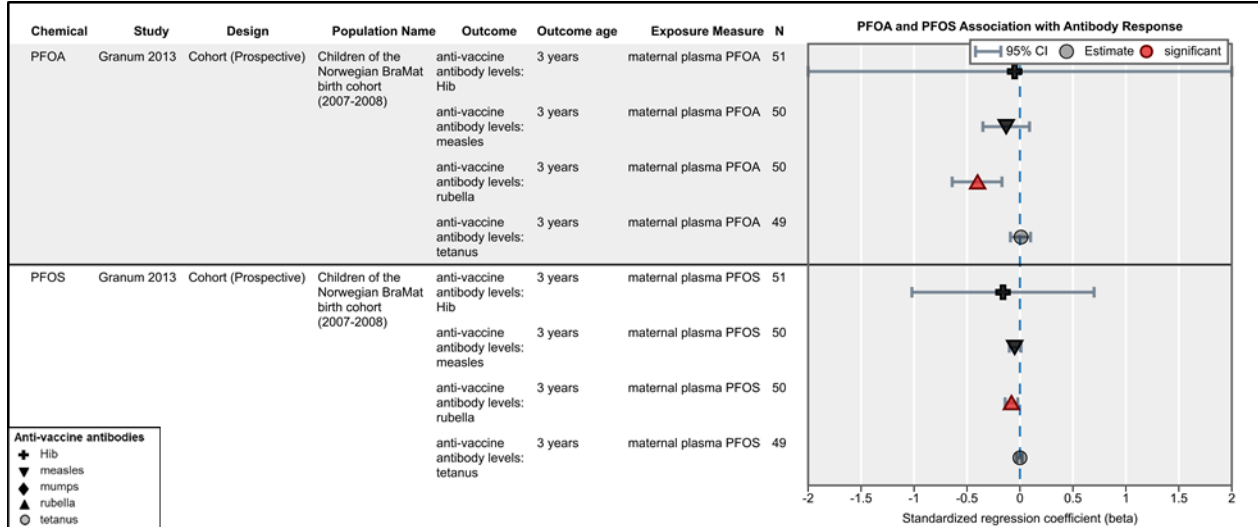 Chemical Study Design Population Name Outcome Outcome age Exposure Measure N
PFOA and PFOS Association with Antibody Response
95% CI Estimate significant
PFOA Granum 2013 Cohort (Prospective) Children of the anti-vaccine 3 years maternal plasma PFOA 51
Norwegian BraMat antibody levels:
birth cohort Hib
(2007-2008)
anti-vaccine 3 years maternal plasma PFOA 50
antibody levels:
measles
anti-vaccine 3 years maternal plasma PFOA 50
antibody levels:
rubella
anti-vaccine 3 years maternal plasma PFOA 49
antibody levels:
tetanus
PFOS Granum 2013 Cohort (Prospective) Children of the anti-vaccine 3 years maternal plasma PFOS 51
Norwegian BraMat antibody levels:
birth cohort Hib
(2007-2008)
anti-vaccine 3 years maternal plasma PFOS 50
antibody levels:
measles
anti-vaccine 3 years maternal plasma PFOS 50
antibody levels:
rubella
anti-vaccine 3 years maternal plasma PFOS 49
antibody levels:
tetanus
Anti-vaccine antibodies
Hib
measles
mumps
rubella
tetanus
-2 -1.5 -1 -0.5 0 0.5 1 1.5 2
Standardized regression coefficient (beta)